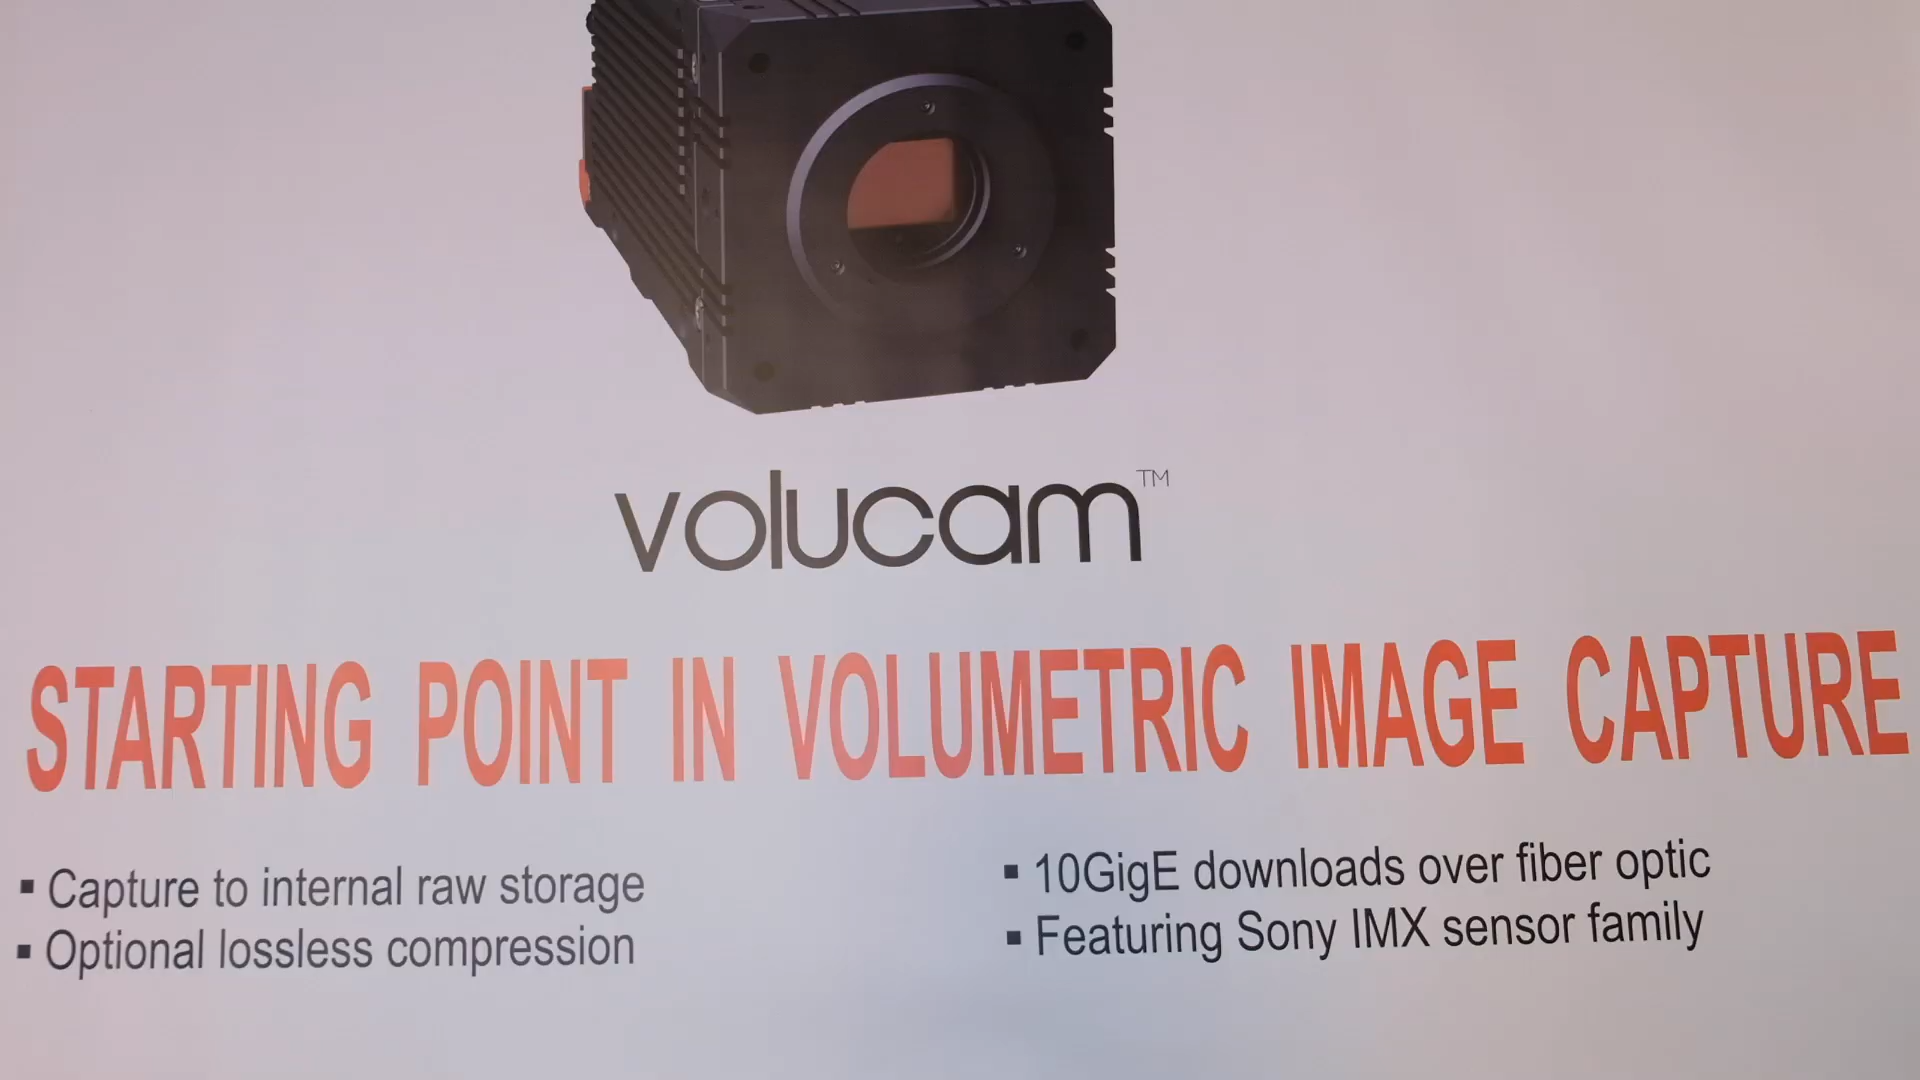 volucam™
STARTING POINT IN VOLUMETRIC IMAGE CAPTURE
▪ Capture to internal raw storage
▪ Optional lossless compression
▪ 10GigE downloads over fiber optic
▪ Featuring Sony IMX sensor family